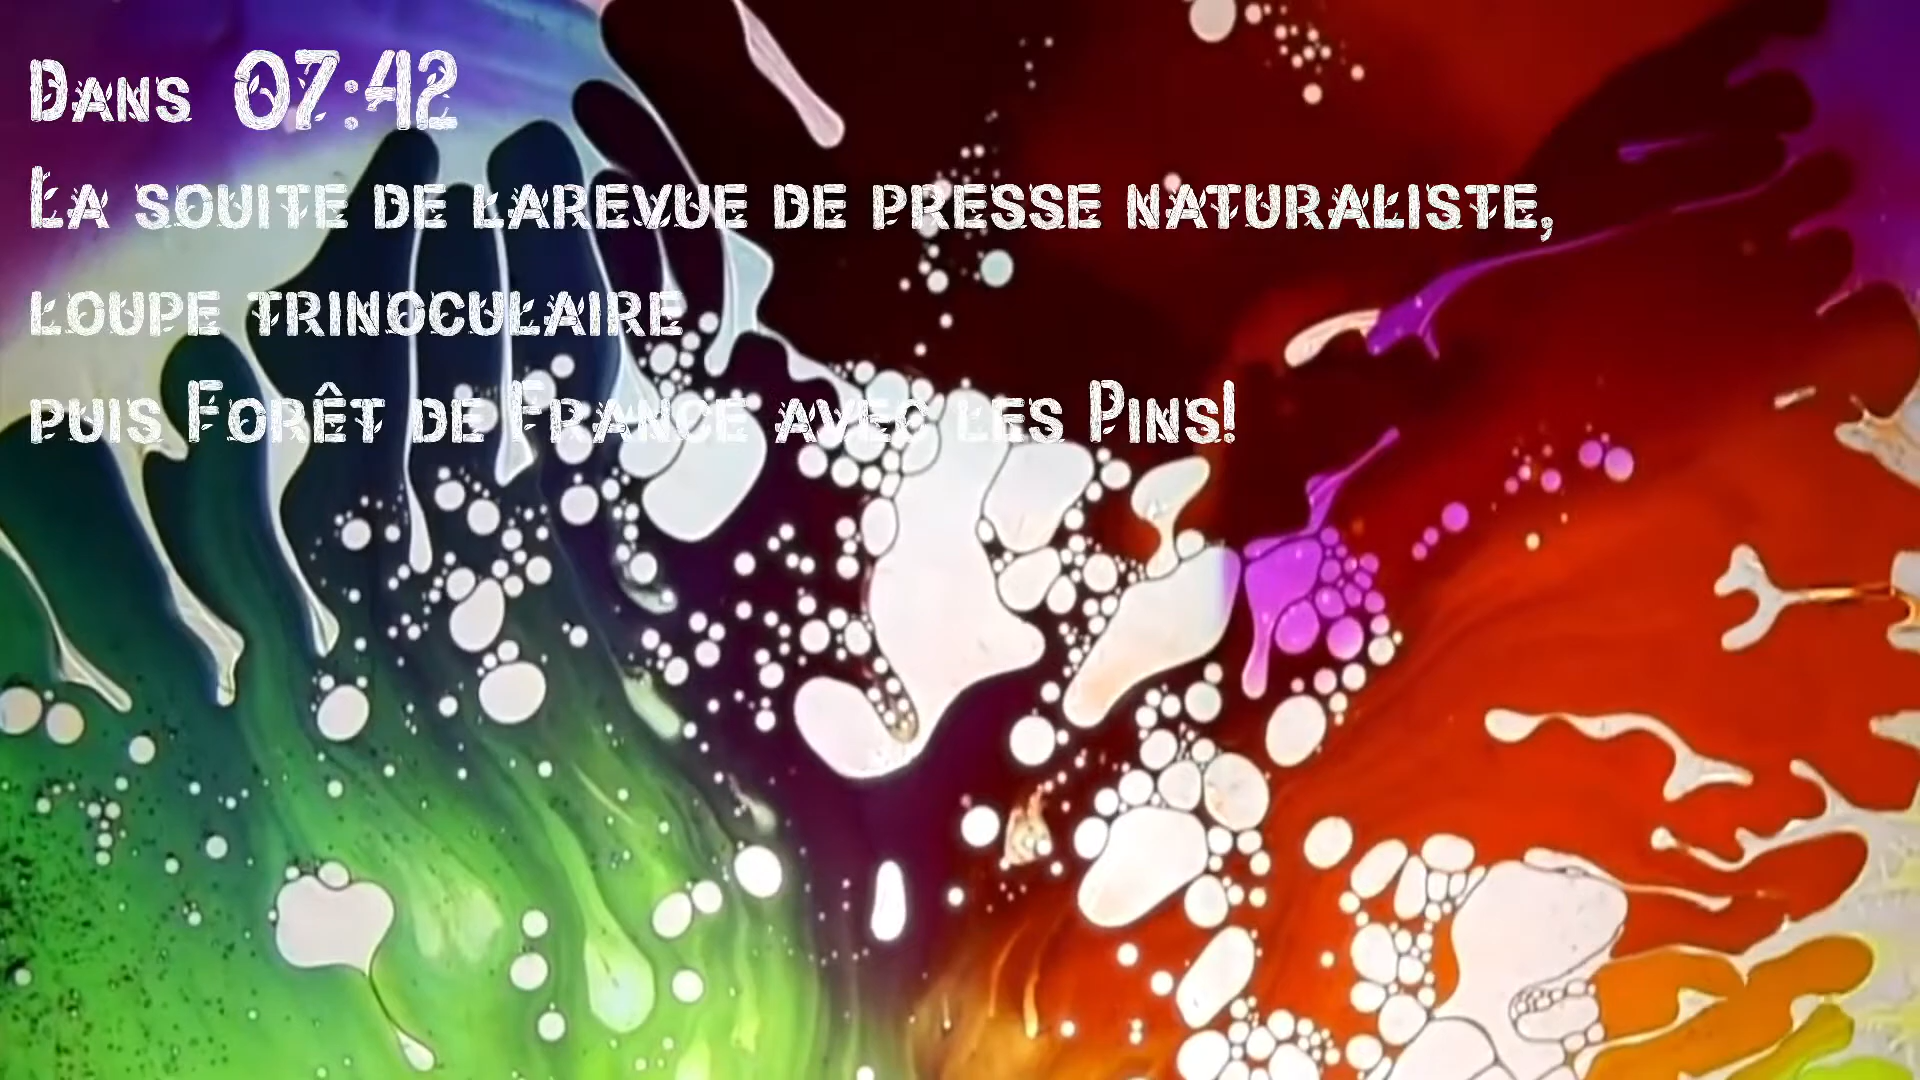 Dans 07:42
La souite de larevue de presse naturaliste,
loupe trinoculaire
puis Forêt de France avec les Pins!